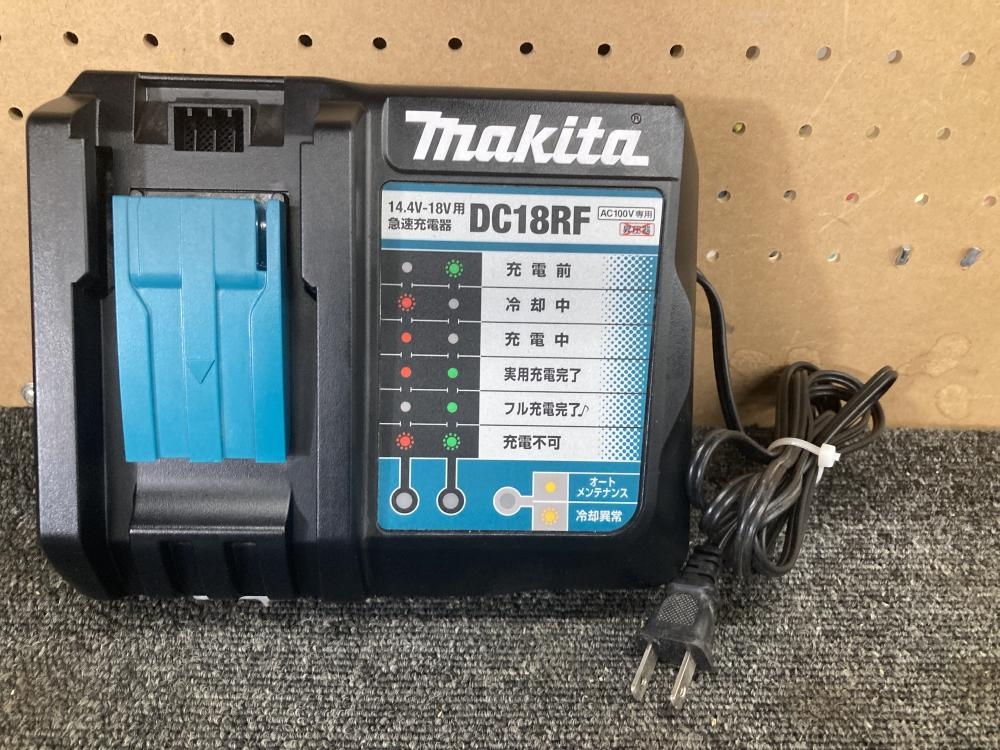 makita®
14.4V-18V用
急速充電器
DC18RF
AC100V専用
昇圧器
充電前
冷却中
充電中
実用充電完了
フル充電完了♪
充電不可
オート
メンテナンス
冷却異常